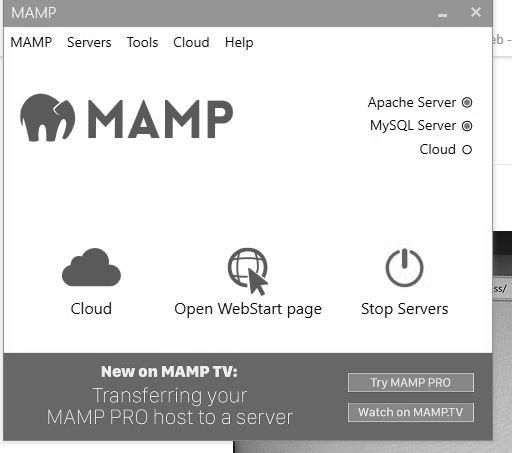 MAMP
MAMP Servers Tools Cloud Help
eb -
MAMP
Apache Server
MySQL Server
Cloud
ss/
Cloud
Open WebStart page
Stop Servers
New on MAMP TV:
Transferring your
MAMP PRO host to a server
Try MAMP PRO
Watch on MAMP.TV